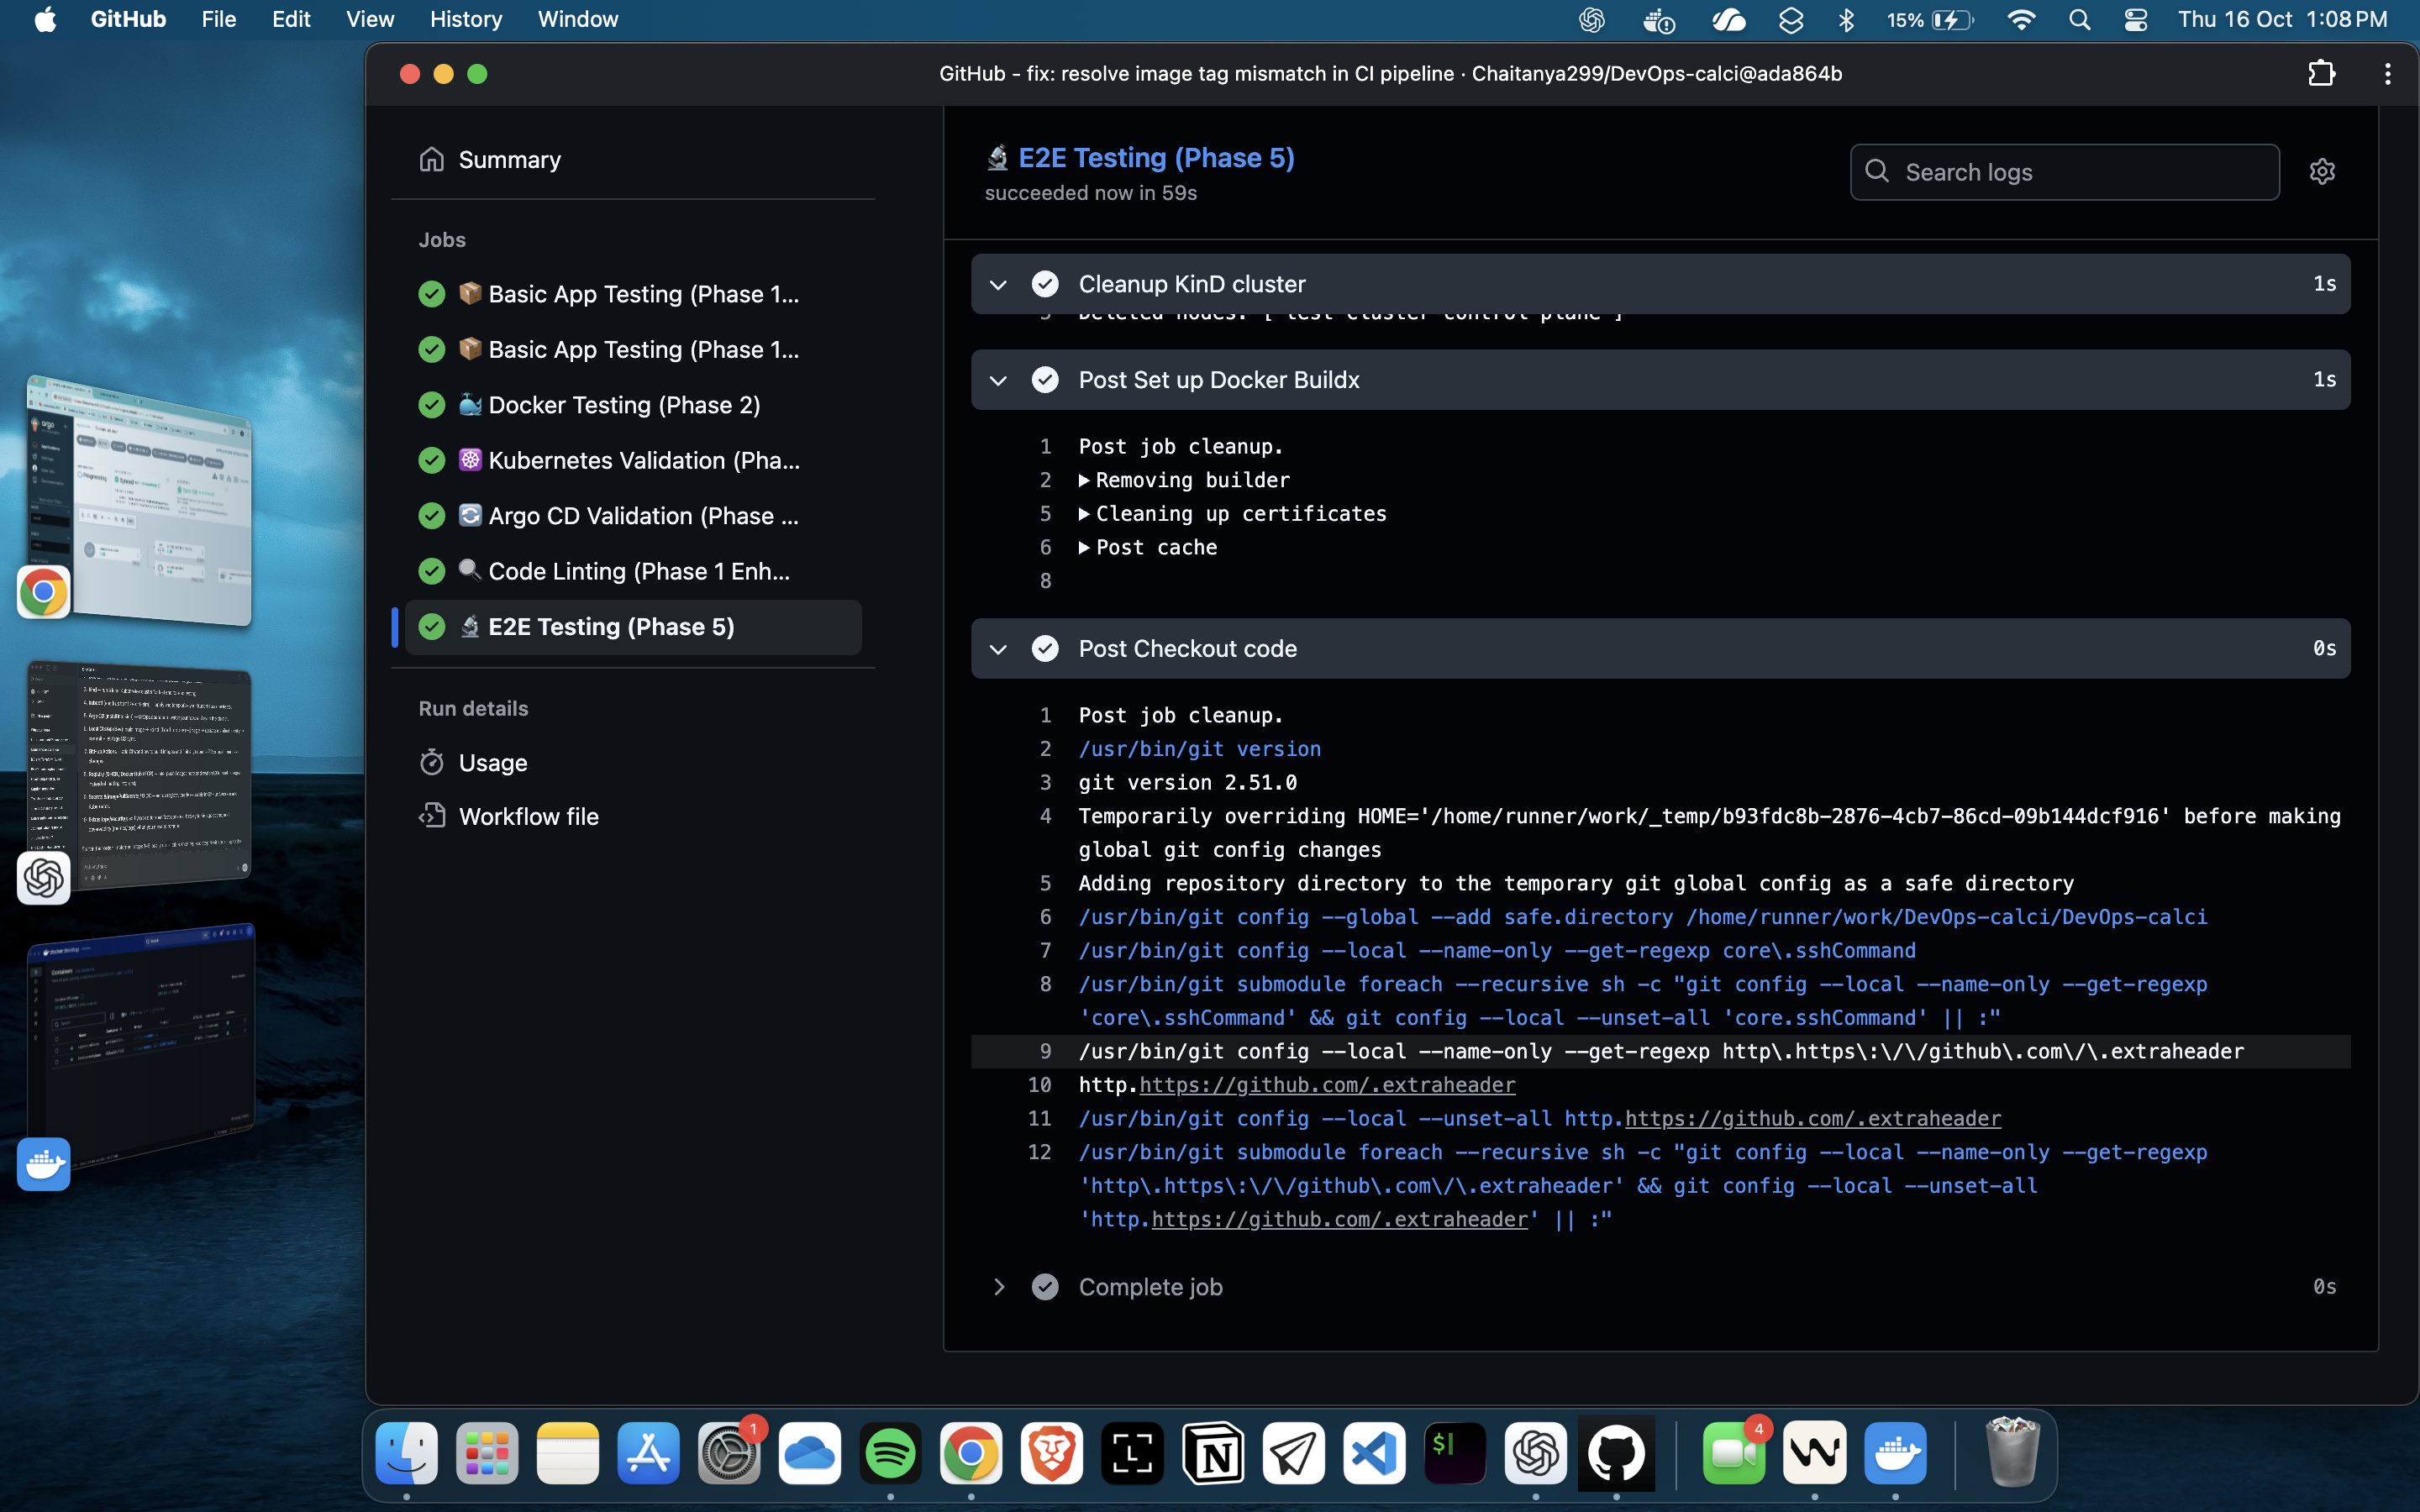 GitHub File Edit View History Window 15% Thu 16 Oct 1:08 PM
GitHub - fix: resolve image tag mismatch in CI pipeline · Chaitanya299/DevOps-calci@ada864b
Summary
Jobs
Basic App Testing (Phase 1...
Basic App Testing (Phase 1...
Docker Testing (Phase 2)
Kubernetes Validation (Pha...
Argo CD Validation (Phase ...
Code Linting (Phase 1 Enh...
E2E Testing (Phase 5)
Run details
Usage
Workflow file
E2E Testing (Phase 5)
succeeded now in 59s
Search logs
Cleanup KinD cluster 1s
Post Set up Docker Buildx 1s
1 Post job cleanup.
2 Removing builder
5 Cleaning up certificates
6 Post cache
8
Post Checkout code 0s
1 Post job cleanup.
2 /usr/bin/git version
3 git version 2.51.0
4 Temporarily overriding HOME='/home/runner/work/_temp/b93fdc8b-2876-4cb7-86cd-09b144dcf916' before making
global git config changes
5 Adding repository directory to the temporary git global config as a safe directory
6 /usr/bin/git config --global --add safe.directory /home/runner/work/DevOps-calci/DevOps-calci
7 /usr/bin/git config --local --name-only --get-regexp core\.sshCommand
8 /usr/bin/git submodule foreach --recursive sh -c "git config --local --name-only --get-regexp
'core\.sshCommand' && git config --local --unset-all 'core.sshCommand' || :"
9 /usr/bin/git config --local --name-only --get-regexp http\.https\:\/\/github\.com\/\.extraheader
10 http.https://github.com/.extraheader
11 /usr/bin/git config --local --unset-all http.https://github.com/.extraheader
12 /usr/bin/git submodule foreach --recursive sh -c "git config --local --name-only --get-regexp
'http\.https\:\/\/github\.com\/\.extraheader' && git config --local --unset-all
'http.https://github.com/.extraheader' || :"
Complete job 0s
1
4